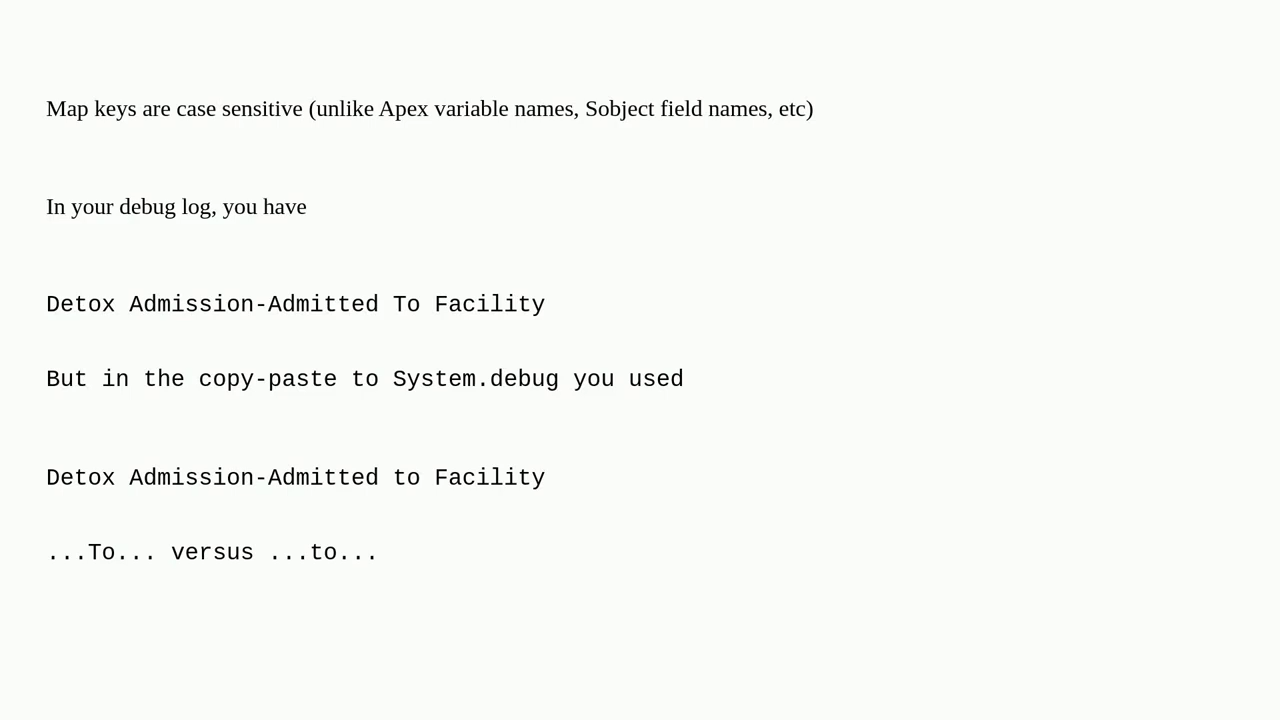 Map keys are case sensitive (unlike Apex variable names, Sobject field names, etc)
In your debug log, you have
Detox Admission-Admitted To Facility
But in the copy-paste to System.debug you used
Detox Admission-Admitted to Facility
...To... versus ...to...